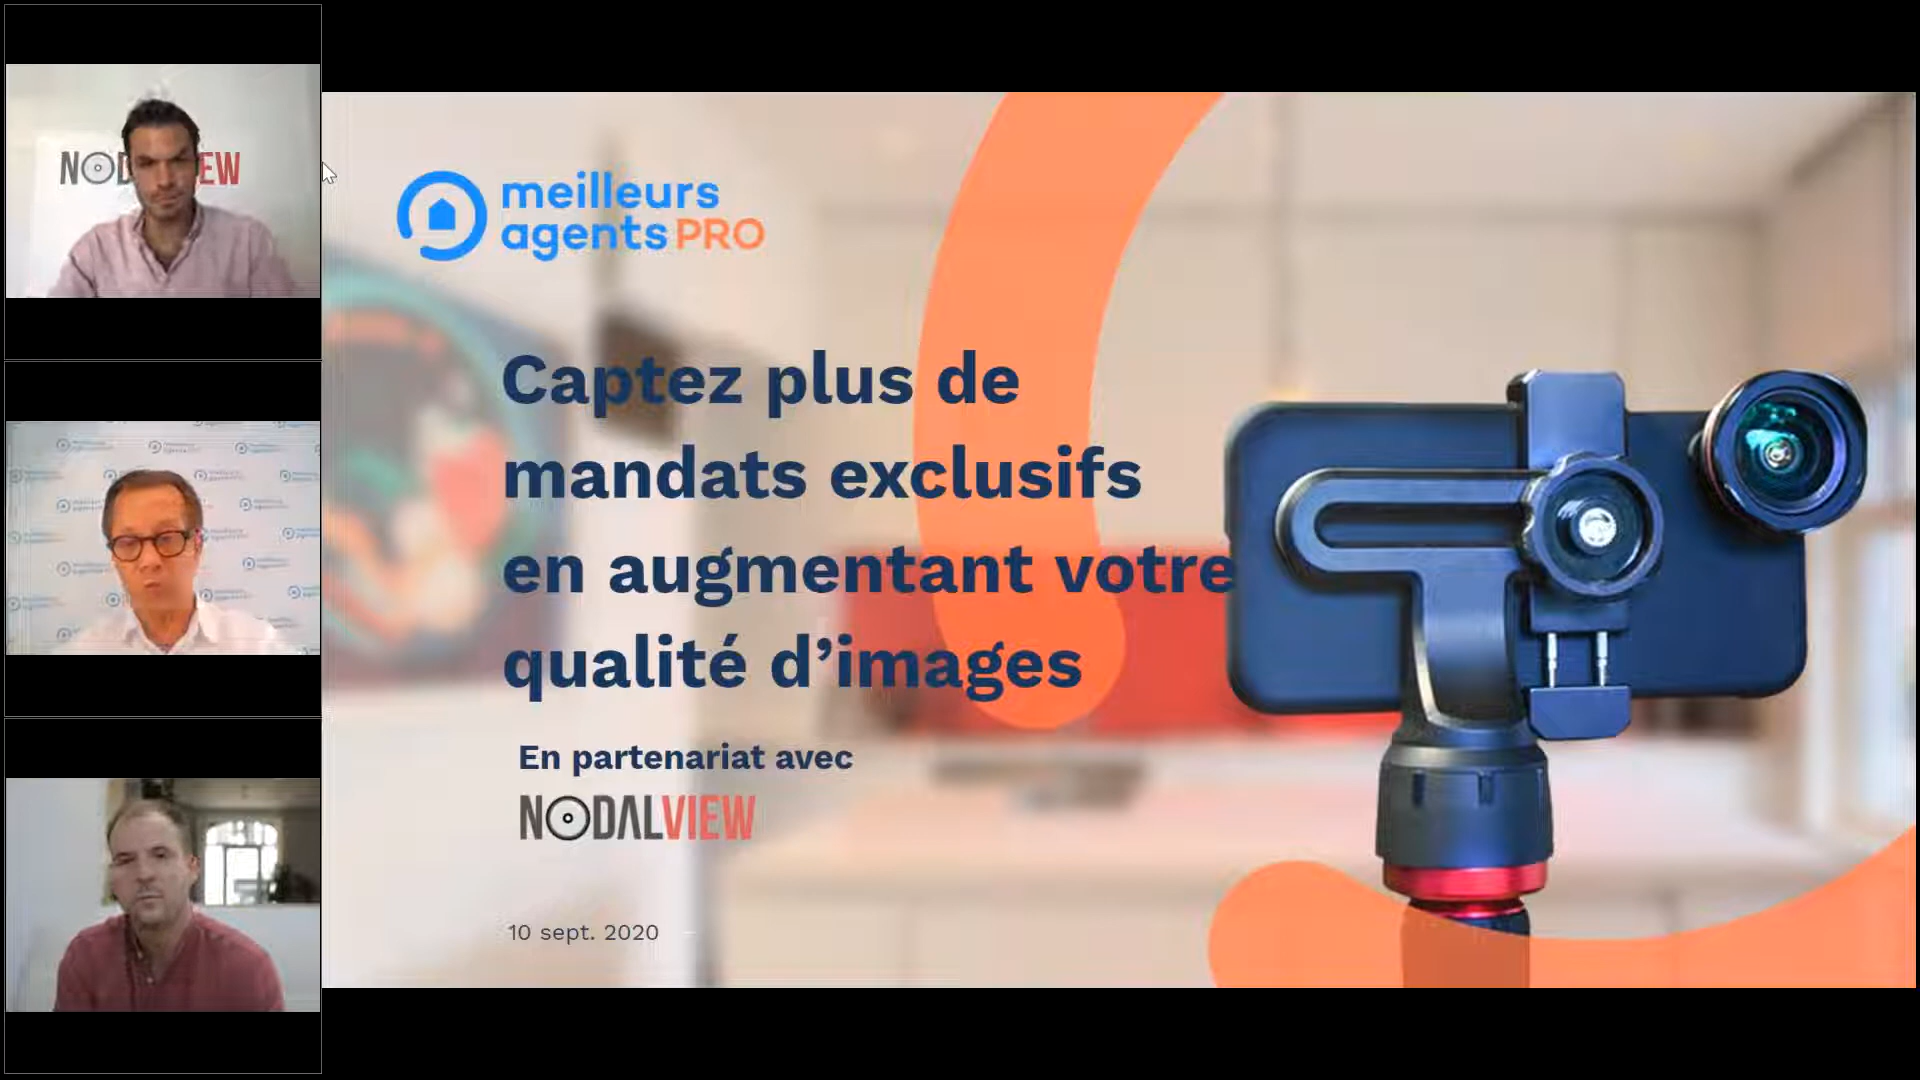 NOD EW
meilleurs
agents PRO
Captez plus de
mandats exclusifs
en augmentant votre
qualité d’images
En partenariat avec
NODALVIEW
10 sept. 2020